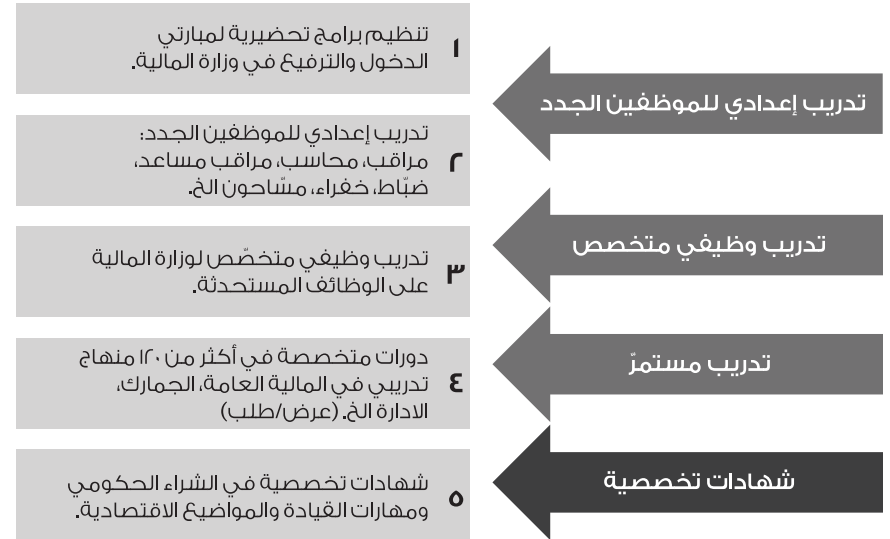 تدريب إعدادي للموظفين الجدد
١
تنظيم برامج تحضيرية لمبارتي
الدخول والترفيع في وزارة المالية.
٢
تدريب إعدادي للموظفين الجدد:
مراقب، محاسب، مراقب مساعد،
ضبّاط، خفراء، مسّاحون الخ.
تدريب وظيفي متخصص
٣
تدريب وظيفي متخصّص لوزارة المالية
على الوظائف المستحدثة.
تدريب مستمرّ
٤
دورات متخصصة في أكثر من ١٢٠ منهاج
تدريبي في المالية العامة، الجمارك،
الادارة الخ. (عرض/طلب)
شهادات تخصصية
٥
شهادات تخصصية في الشراء الحكومي
ومهارات القيادة والمواضيع الاقتصادية.